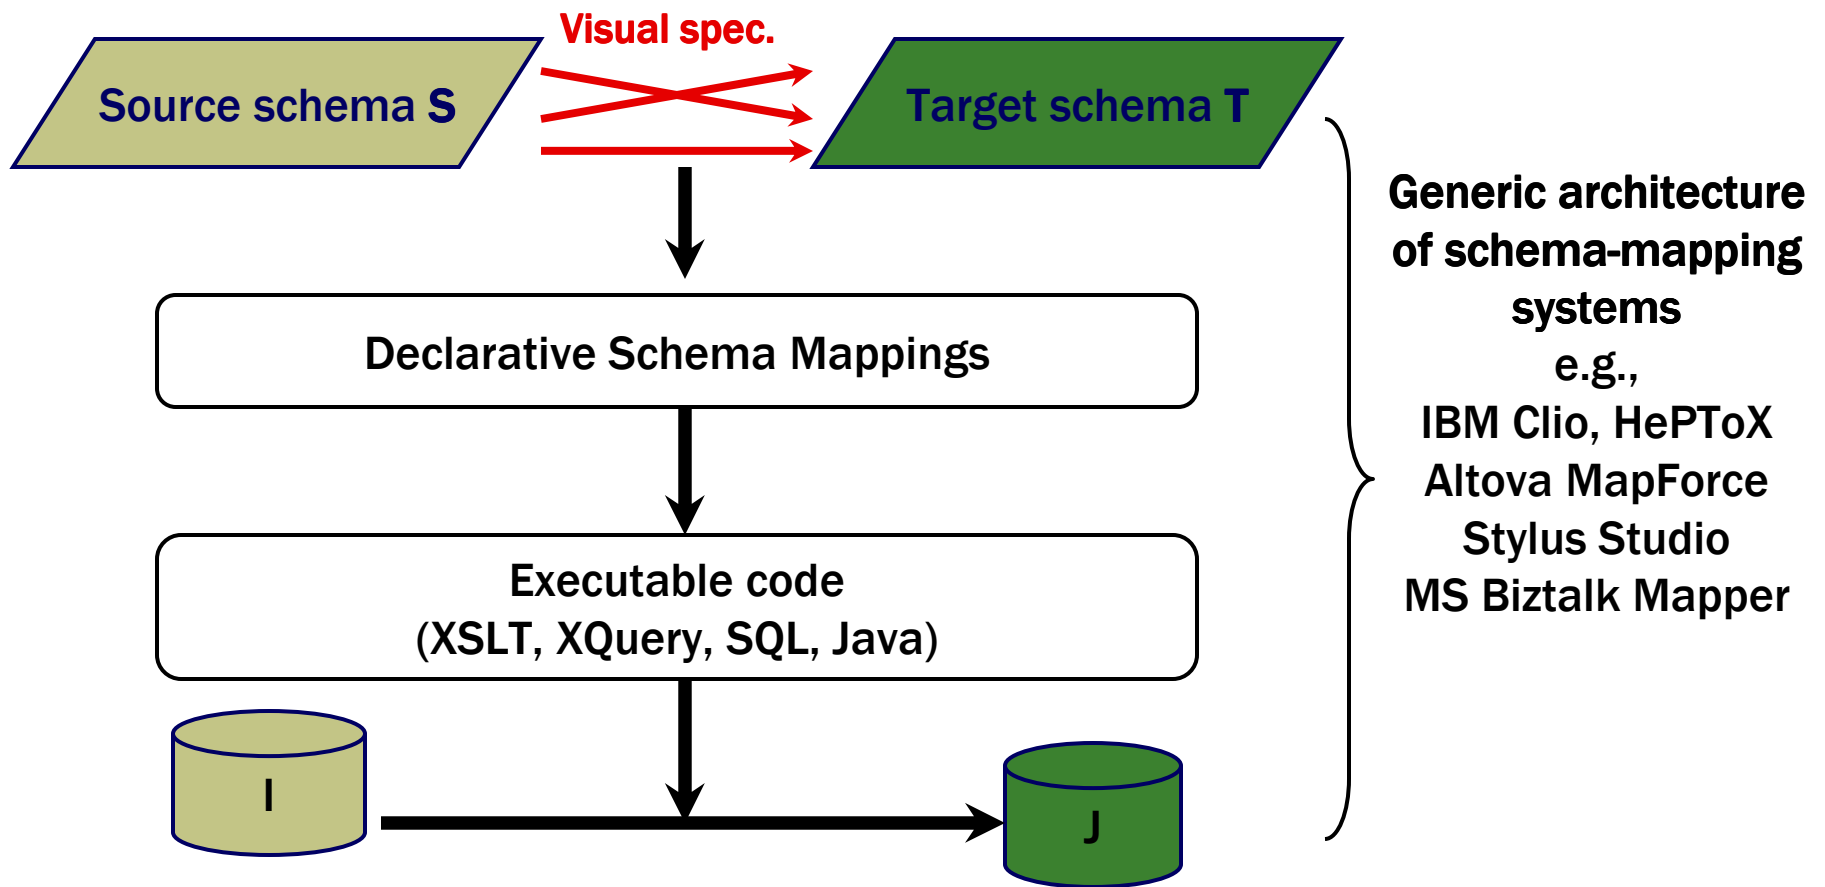 Visual spec.
Source schema S
Target schema T
Generic architecture
of schema-mapping
systems
e.g.,
IBM Clio, HePToX
Altova MapForce
Stylus Studio
MS Biztalk Mapper
Declarative Schema Mappings
Executable code
(XSLT, XQuery, SQL, Java)
I
J